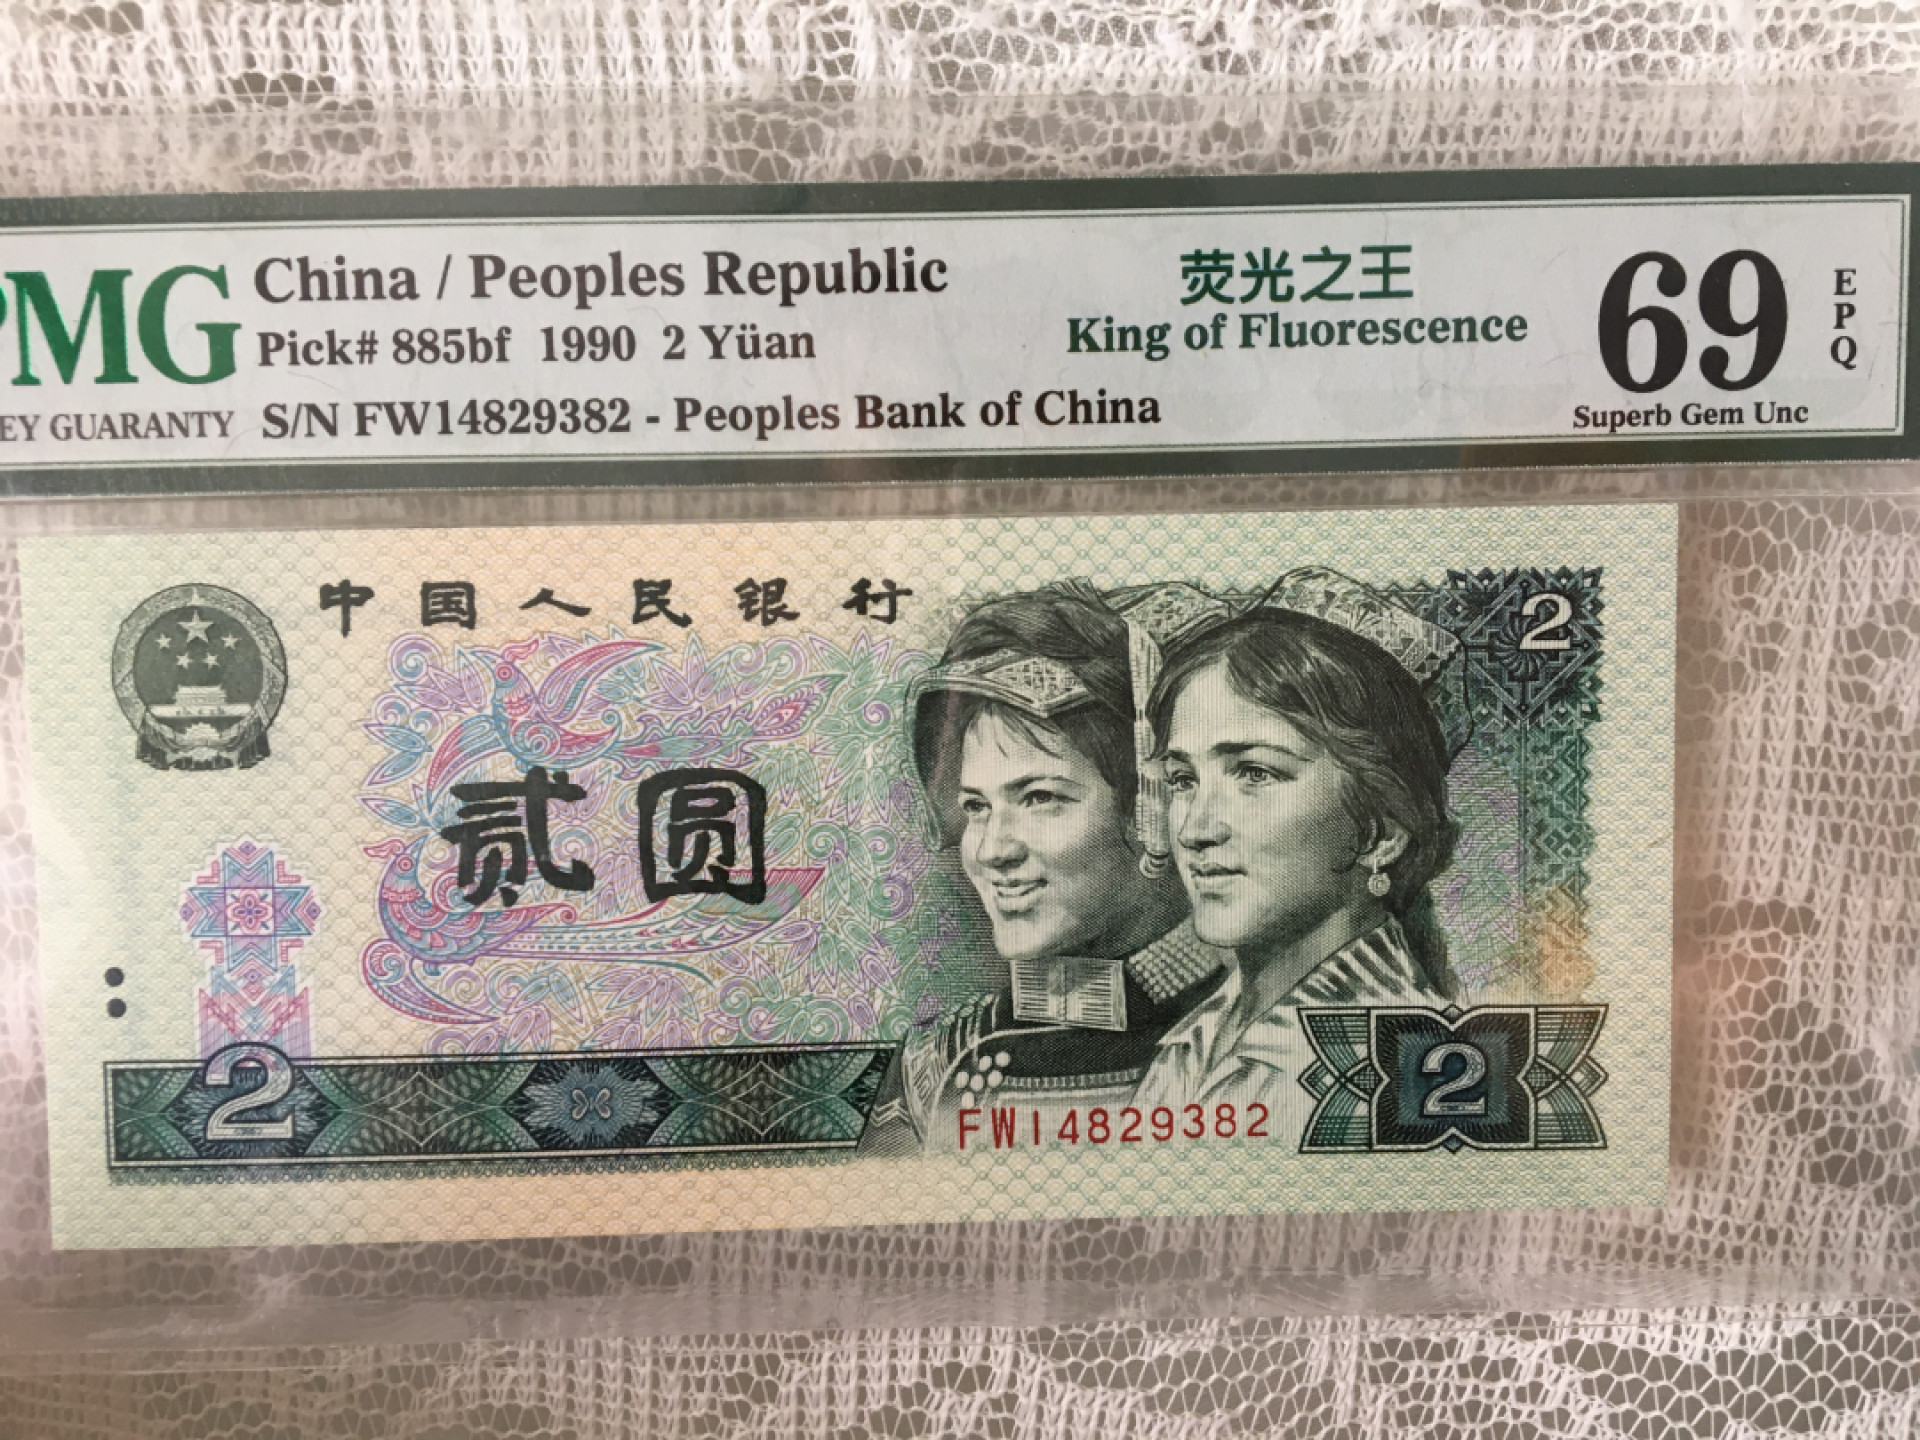 PMG
China / Peoples Republic
Pick# 885bf 1990 2 Yüan
EY GUARANTY S/N FW14829382 - Peoples Bank of China
荧光之王
King of Fluorescence
69
EPQ
Superb Gem Unc
中国人民银行
2
贰圆
2
FW14829382
2